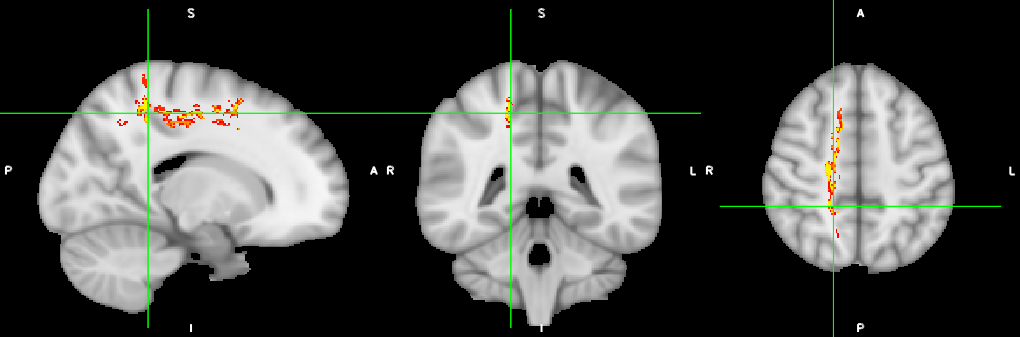 S S A
P A R L R L
I I P